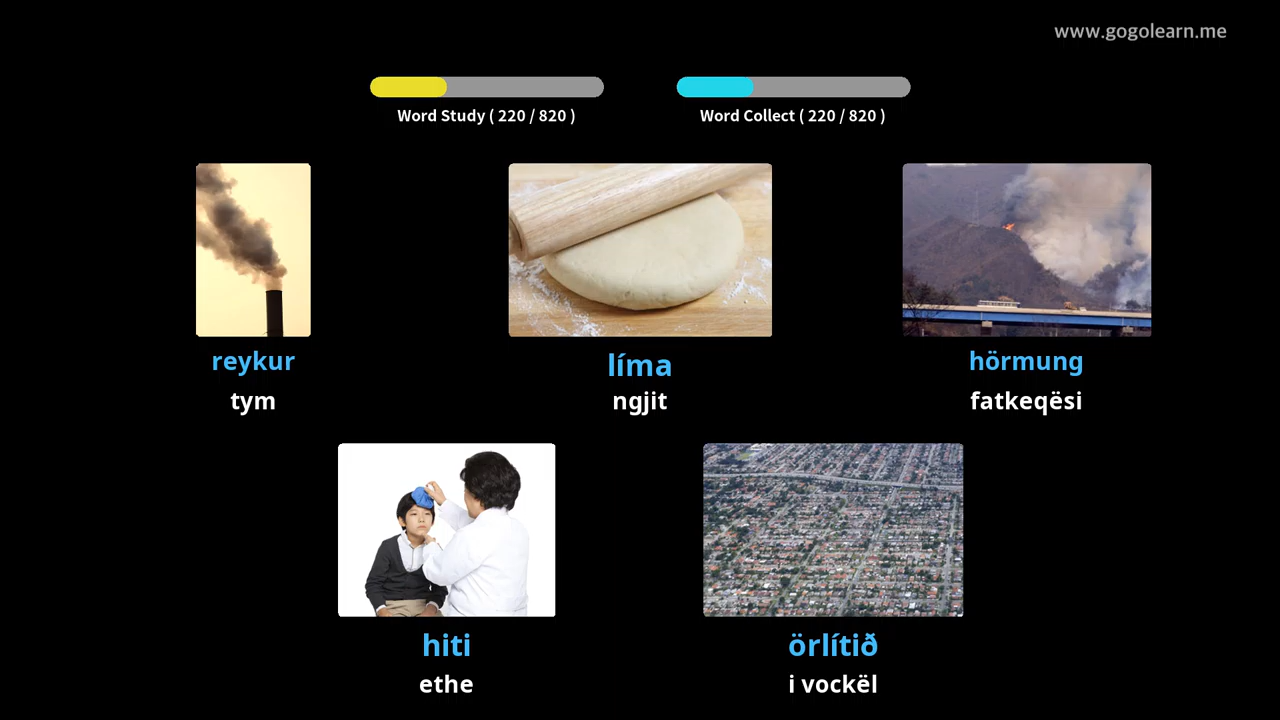 www.gogolearn.me
Word Study ( 220 / 820 )
Word Collect ( 220 / 820 )
reykur
tym
líma
ngjit
hörmung
fatkeqësi
hiti
ethe
örlítið
i vockël